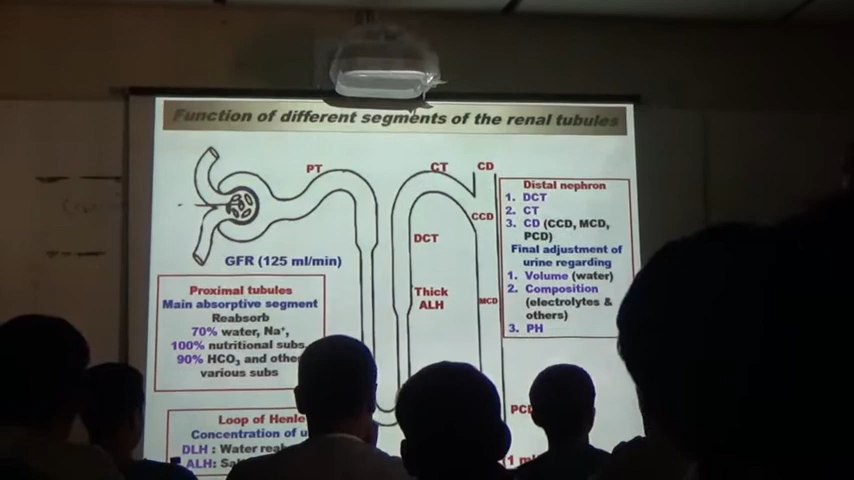 Function of different segments of the renal tubules
PT
CT
CD
Distal nephron
1. DCT
2. CT
3. CD (CCD, MCD,
PCD)
Final adjustment of
urine regarding
1. Volume (water)
2. Composition
(electrolytes &
others)
3. PH
CCD
DCT
GFR (125 ml/min)
Thick
ALH
MCD
Proximal tubules
Main absorptive segment
Reabsorb
70% water, Na+,
100% nutritional subs
90% HCO3 and othe
various subs
PCD
Loop of Henle
Concentration of u
DLH : Water rea
ALH: Sa
(1 m